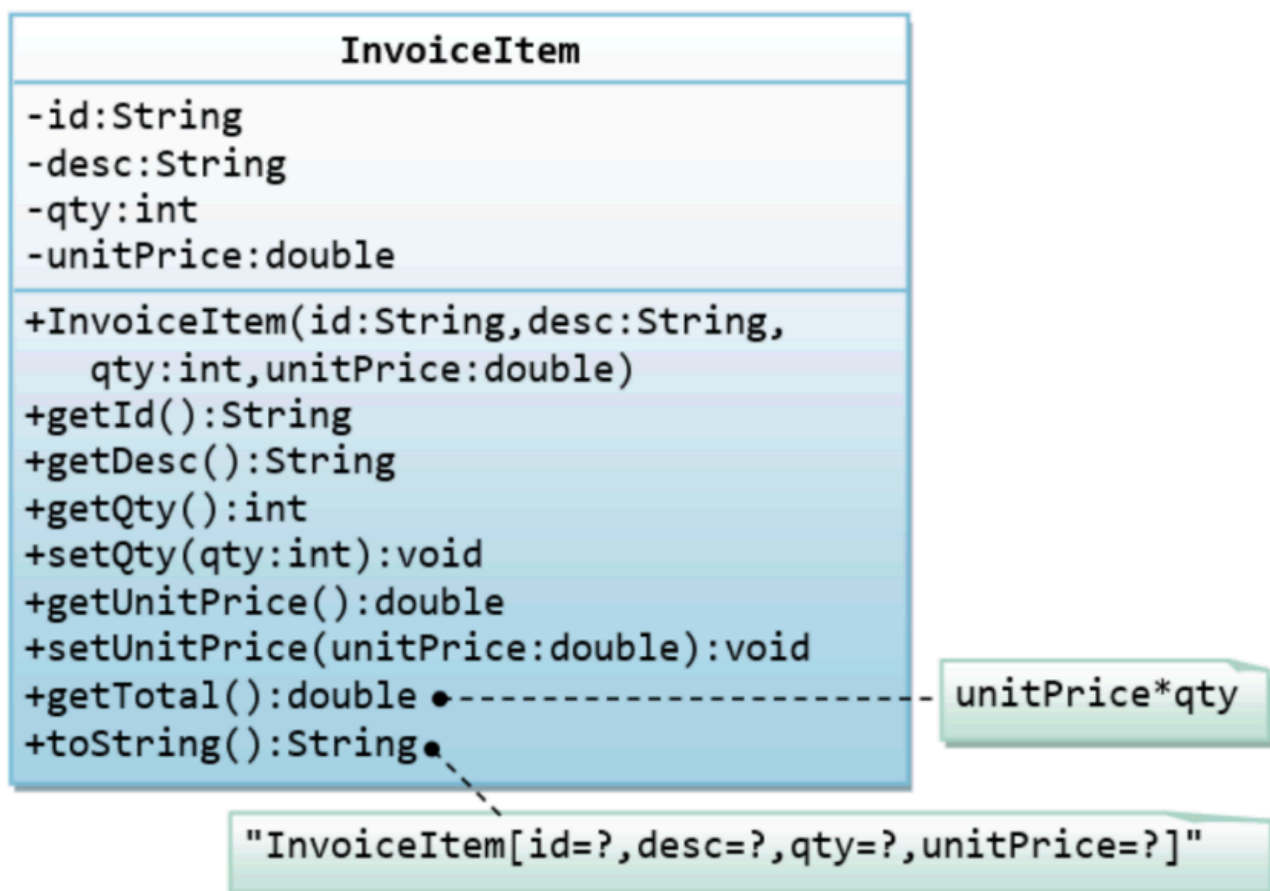 InvoiceItem
-id:String
-desc:String
-qty:int
-unitPrice:double
+InvoiceItem(id:String,desc:String,
qty:int,unitPrice:double)
+getId():String
+getDesc():String
+getQty():int
+setQty(qty:int):void
+getUnitPrice():double
+setUnitPrice(unitPrice:double):void
+getTotal():double
unitPrice*qty
+toString():String
"InvoiceItem[id=?,desc=?,qty=?,unitPrice=?]"